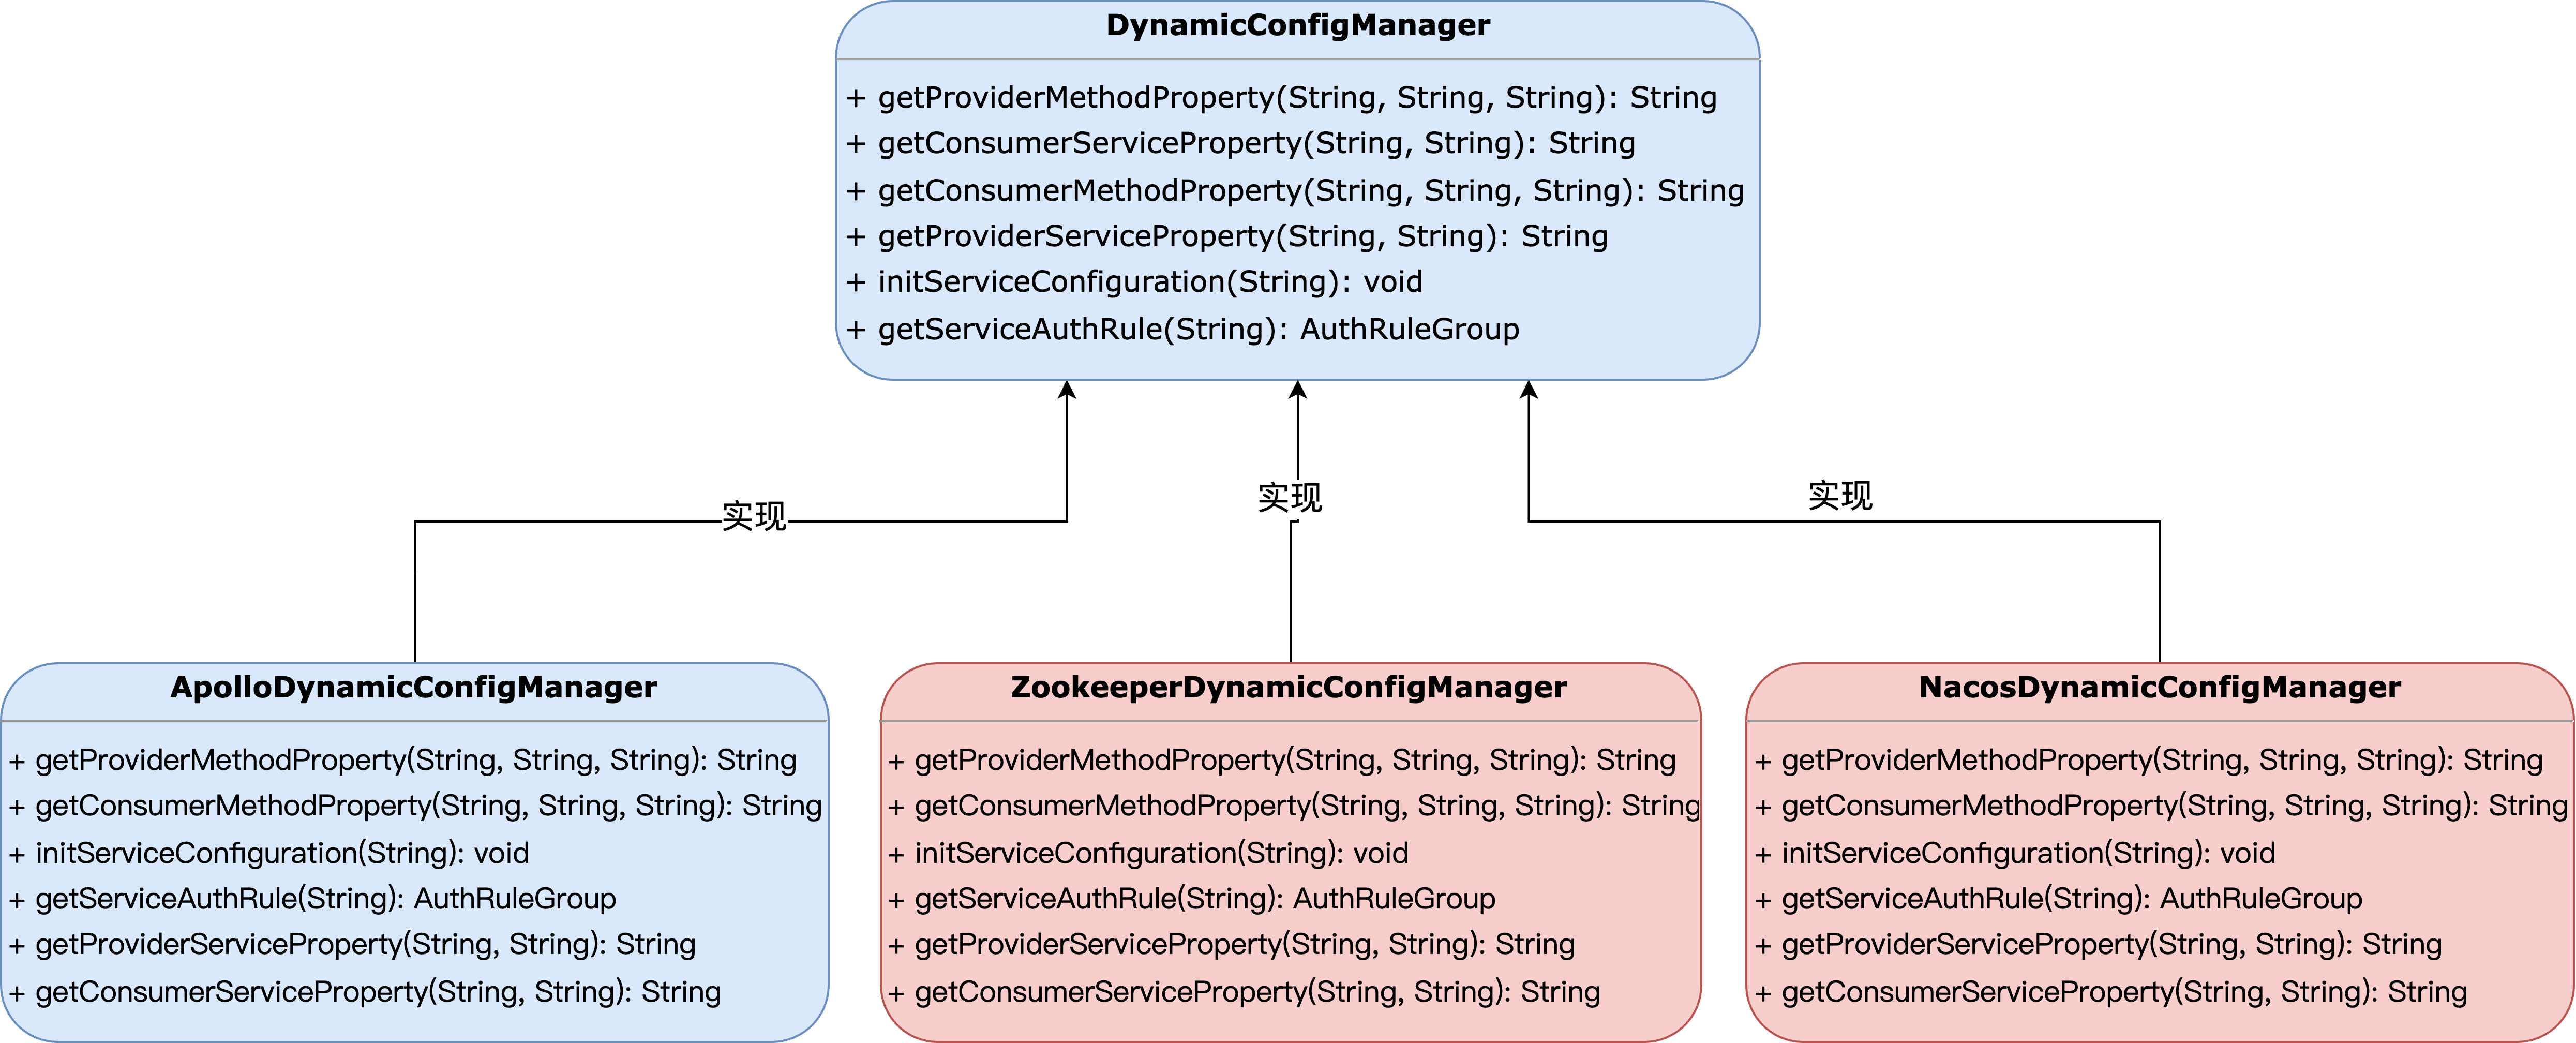 DynamicConfigManager
+ getProviderMethodProperty(String, String, String): String
+ getConsumerServiceProperty(String, String): String
+ getConsumerMethodProperty(String, String, String): String
+ getProviderServiceProperty(String, String): String
+ initServiceConfiguration(String): void
+ getServiceAuthRule(String): AuthRuleGroup
实现
实现
实现
ApolloDynamicConfigManager
+ getProviderMethodProperty(String, String, String): String
+ getConsumerMethodProperty(String, String, String): String
+ initServiceConfiguration(String): void
+ getServiceAuthRule(String): AuthRuleGroup
+ getProviderServiceProperty(String, String): String
+ getConsumerServiceProperty(String, String): String
ZookeeperDynamicConfigManager
+ getProviderMethodProperty(String, String, String): String
+ getConsumerMethodProperty(String, String, String): String
+ initServiceConfiguration(String): void
+ getServiceAuthRule(String): AuthRuleGroup
+ getProviderServiceProperty(String, String): String
+ getConsumerServiceProperty(String, String): String
NacosDynamicConfigManager
+ getProviderMethodProperty(String, String, String): String
+ getConsumerMethodProperty(String, String, String): String
+ initServiceConfiguration(String): void
+ getServiceAuthRule(String): AuthRuleGroup
+ getProviderServiceProperty(String, String): String
+ getConsumerServiceProperty(String, String): String